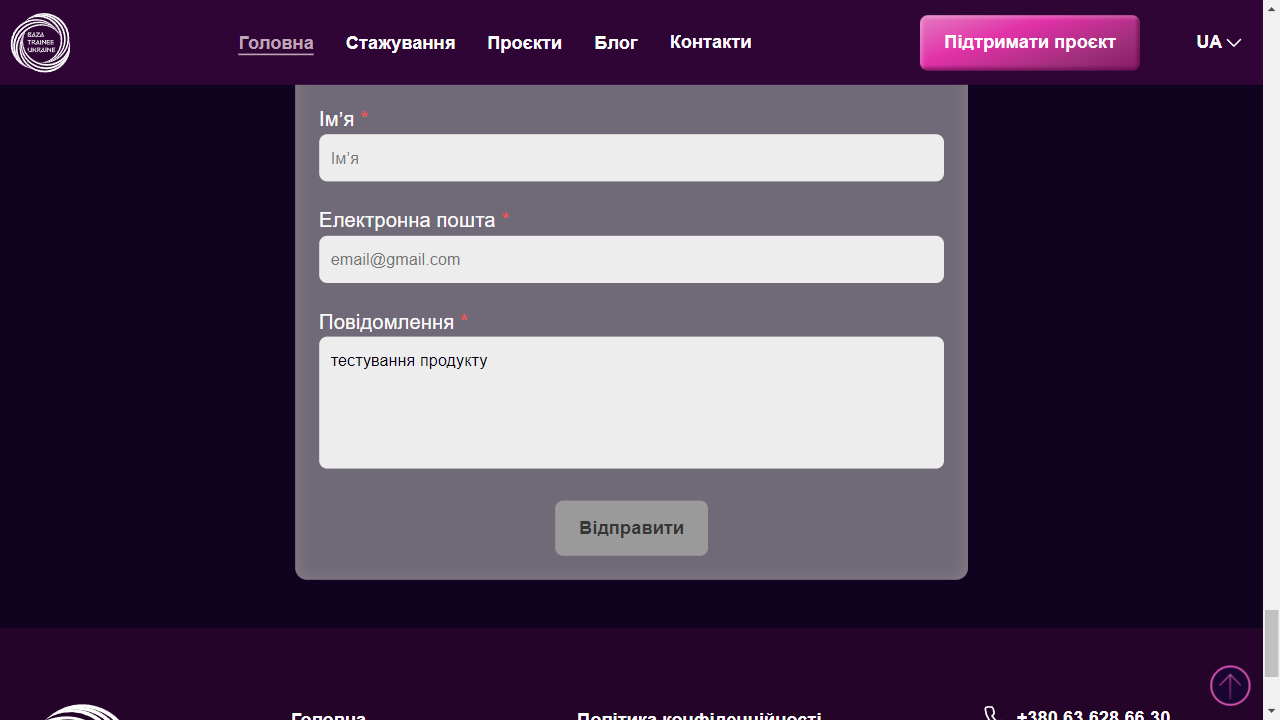 BAZA
TRAINEE
UKRAINE
Головна Стажування Проєкти Блог Контакти Підтримати проєкт UA
Ім'я *
Ім'я
Електронна пошта *
email@gmail.com
Повідомлення *
тестування продукту
Відправити
Головна Політика конфіденційності +380 63 628 66 30